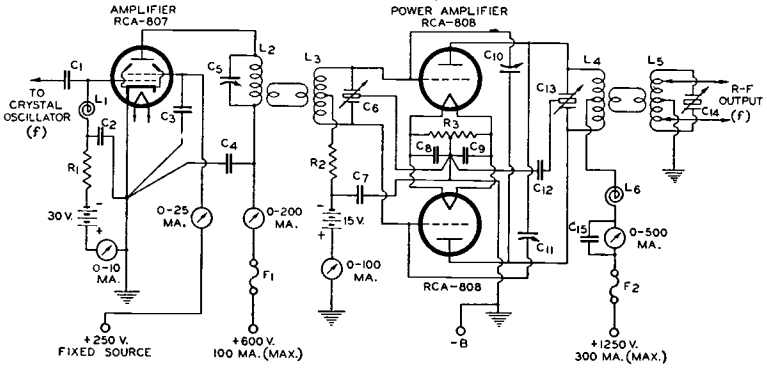 AMPLIFIER
RCA-807
POWER AMPLIFIER
RCA-808
C1
TO
CRYSTAL
OSCILLATOR
(f)
L1
C2
R1
30 V.
-
+
0-10
MA.
C3
0-25
MA.
C4
C5
L2
L3
0-200
MA.
F1
C6
R2
C7
15 V.
-
+
0-100
MA.
R3
C8
C9
C10
C11
C12
C13
RCA-808
L4
L5
C14
R-F
OUTPUT
(f)
L6
C15
0-500
MA.
F2
+250 V.
FIXED SOURCE
+600 V.
100 MA. (MAX.)
-B
+1250 V.
300 MA. (MAX.)